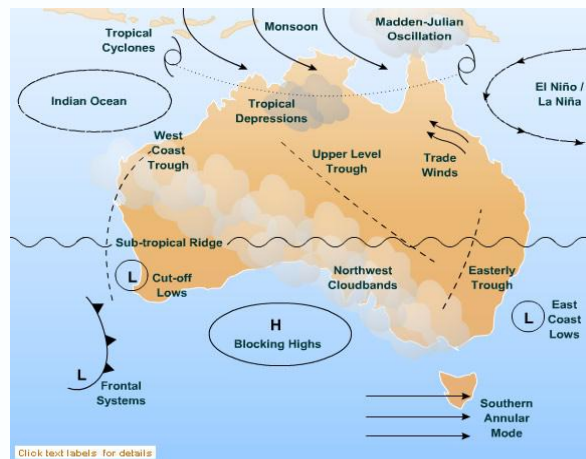 Tropical
Cyclones
Monsoon
Madden-Julian
Oscillation
Indian Ocean
El Niño /
La Niña
Tropical
Depressions
West
Coast
Trough
Upper Level
Trough
Trade
Winds
Sub-tropical Ridge
L
Cut-off
Lows
Northwest
Cloudbands
Easterly
Trough
H
Blocking Highs
L
East
Coast
Lows
L
Frontal
Systems
Southern
Annular
Mode
Click text labels for details